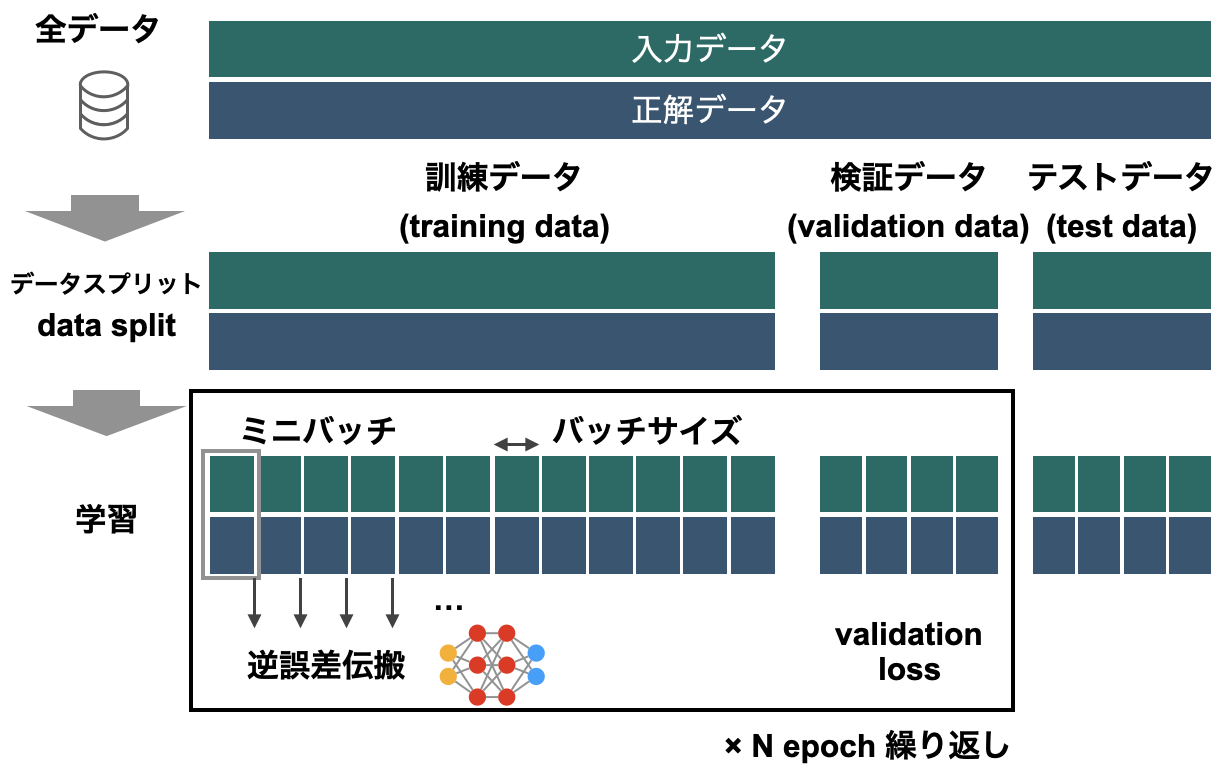 全データ
入力データ
正解データ
訓練データ
(training data)
検証データ
(validation data)
テストデータ
(test data)
データスプリット
data split
ミニバッチ
バッチサイズ
学習
...
逆誤差伝搬
validation
loss
× N epoch 繰り返し